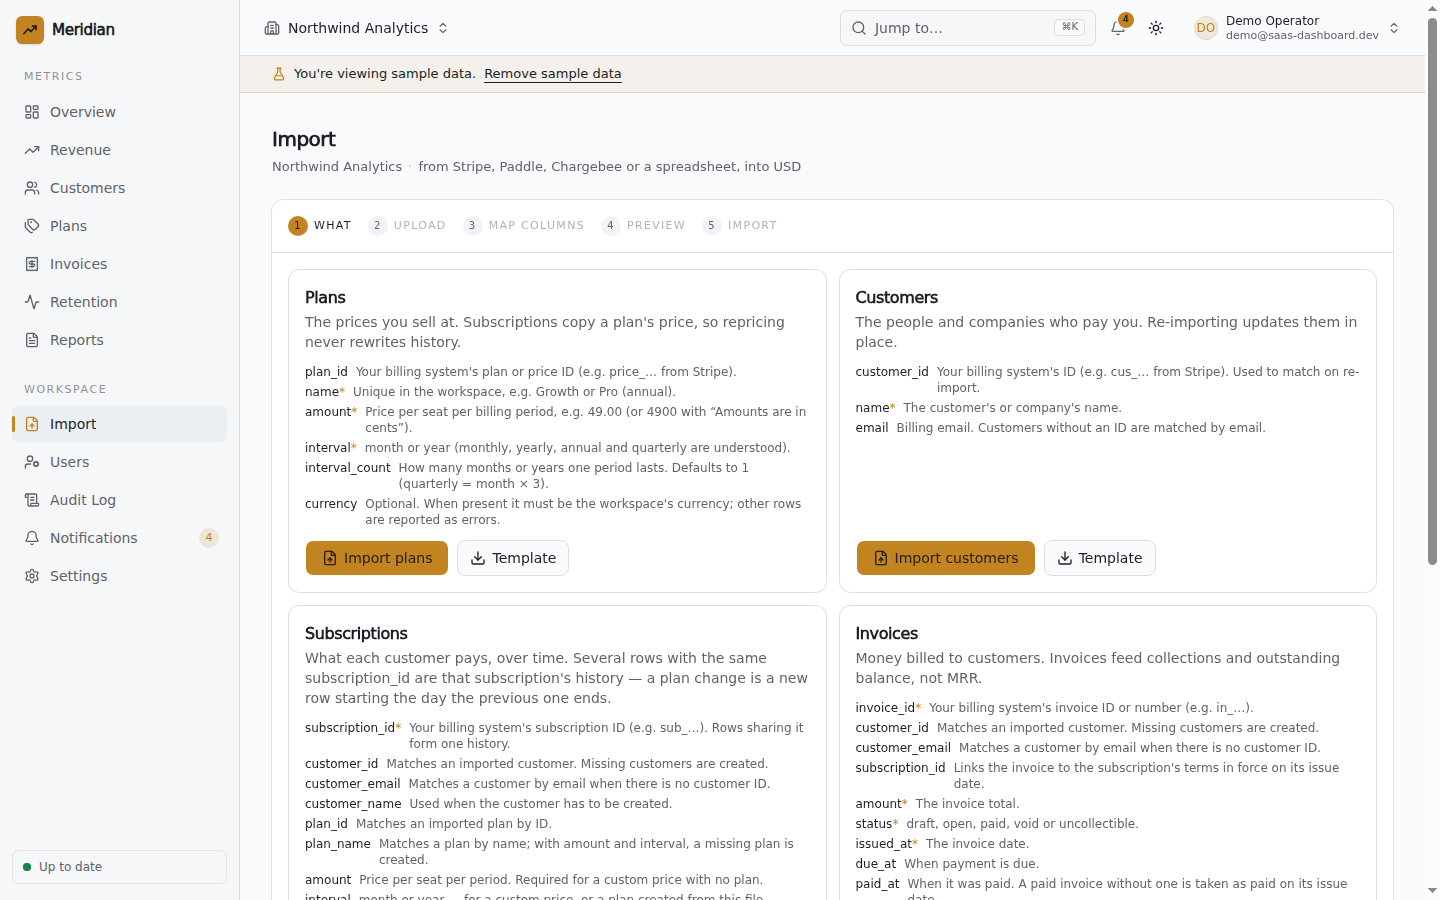 Meridian
METRICS
Overview
Revenue
Customers
Plans
Invoices
Retention
Reports
WORKSPACE
Import
Users
Audit Log
Notifications 4
Settings
Up to date
Northwind Analytics
Jump to... ⌘K
4
DO
Demo Operator
demo@saas-dashboard.dev
You're viewing sample data. Remove sample data
Import
Northwind Analytics · from Stripe, Paddle, Chargebee or a spreadsheet, into USD
1 WHAT 2 UPLOAD 3 MAP COLUMNS 4 PREVIEW 5 IMPORT
Plans
The prices you sell at. Subscriptions copy a plan's price, so repricing
never rewrites history.
plan_id Your billing system's plan or price ID (e.g. price_… from Stripe).
name* Unique in the workspace, e.g. Growth or Pro (annual).
amount* Price per seat per billing period, e.g. 49.00 (or 4900 with “Amounts are in
cents”).
interval* month or year (monthly, yearly, annual and quarterly are understood).
interval_count How many months or years one period lasts. Defaults to 1
(quarterly = month × 3).
currency Optional. When present it must be the workspace's currency; other rows
are reported as errors.
Import plans Template
Customers
The people and companies who pay you. Re-importing updates them in
place.
customer_id Your billing system's ID (e.g. cus_… from Stripe). Used to match on re-
import.
name* The customer's or company's name.
email Billing email. Customers without an ID are matched by email.
Import customers Template
Subscriptions
What each customer pays, over time. Several rows with the same
subscription_id are that subscription's history — a plan change is a new
row starting the day the previous one ends.
subscription_id* Your billing system's subscription ID (e.g. sub_…). Rows sharing it
form one history.
customer_id Matches an imported customer. Missing customers are created.
customer_email Matches a customer by email when there is no customer ID.
customer_name Used when the customer has to be created.
plan_id Matches an imported plan by ID.
plan_name Matches a plan by name; with amount and interval, a missing plan is
created.
amount Price per seat per period. Required for a custom price with no plan.
interval month or year — for a custom price, or a plan created from this file.
Invoices
Money billed to customers. Invoices feed collections and outstanding
balance, not MRR.
invoice_id* Your billing system's invoice ID or number (e.g. in_…).
customer_id Matches an imported customer. Missing customers are created.
customer_email Matches a customer by email when there is no customer ID.
subscription_id Links the invoice to the subscription's terms in force on its issue
date.
amount* The invoice total.
status* draft, open, paid, void or uncollectible.
issued_at* The invoice date.
due_at When payment is due.
paid_at When it was paid. A paid invoice without one is taken as paid on its issue
date.